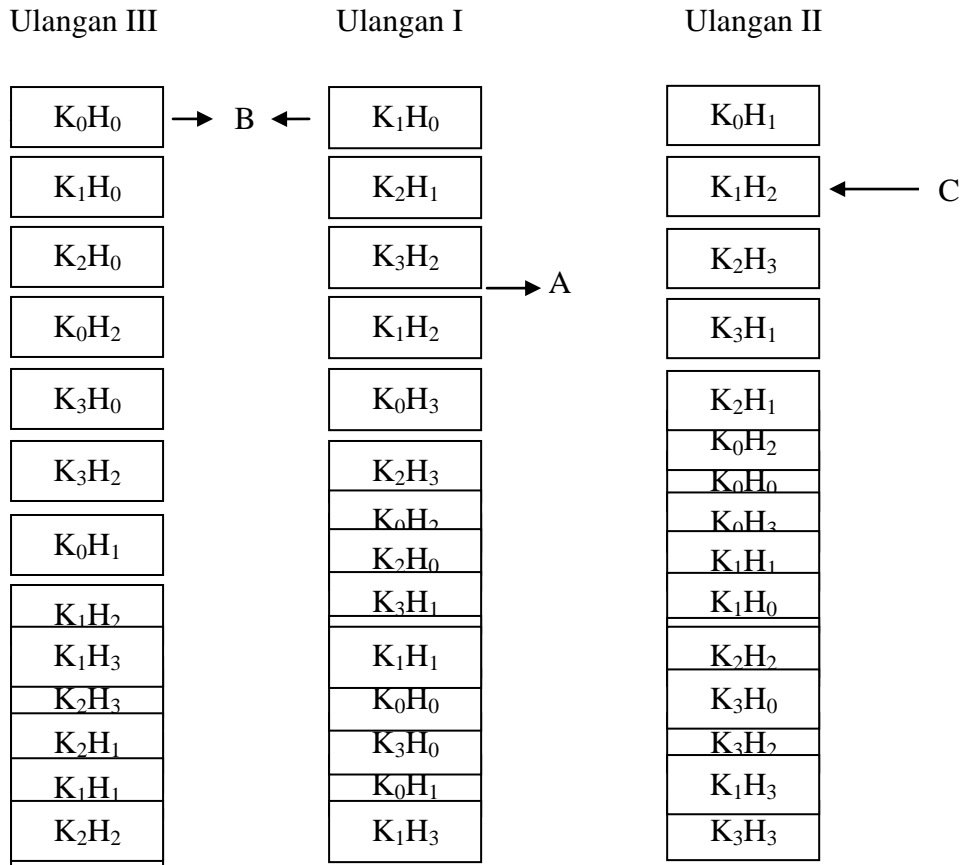 Ulangan III Ulangan I Ulangan II
K₀H₀ B K₁H₀ K₀H₁
K₁H₀ K₂H₁ K₁H₂ C
K₂H₀ K₃H₂ K₂H₃
A
K₀H₂ K₁H₂ K₃H₁
K₃H₀ K₀H₃ K₂H₁
K₀H₂
K₃H₂ K₂H₃ K₀H₀
K₀H₂ K₀H₃
K₀H₁ K₂H₀ K₁H₁
K₃H₁ K₁H₀
K₁H₂
K₁H₃ K₁H₁ K₂H₂
K₂H₃ K₀H₀ K₃H₀
K₂H₁ K₃H₀ K₃H₂
K₁H₁ K₀H₁ K₁H₃
K₂H₂ K₁H₃ K₃H₃